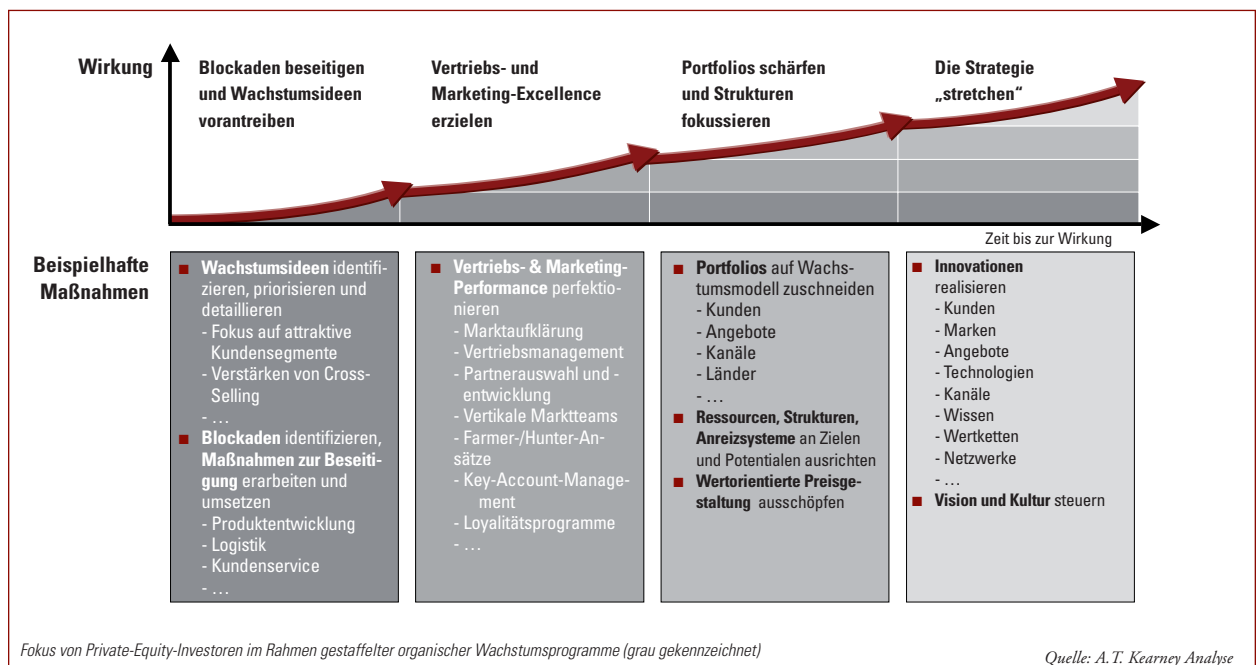 Wirkung
Blockaden beseitigen
und Wachstumsideen
vorantreiben
Vertriebs- und
Marketing-Excellence
erzielen
Portfolios schärfen
und Strukturen
fokussieren
Die Strategie
„stretchen“
Zeit bis zur Wirkung
Beispielhafte
Maßnahmen
■ Wachstumsideen identifi-
zieren, priorisieren und
detaillieren
- Fokus auf attraktive
Kundensegmente
- Verstärken von Cross-
Selling
- …
■ Blockaden identifizieren,
Maßnahmen zur Beseiti-
gung erarbeiten und
umsetzen
- Produktentwicklung
- Logistik
- Kundenservice
- …
■ Vertriebs- & Marketing-
Performance perfektio-
nieren
- Marktaufklärung
- Vertriebsmanagement
- Partnerauswahl und -
entwicklung
- Vertikale Marktteams
- Farmer-/Hunter-An-
sätze
- Key-Account-Manage-
ment
- Loyalitätsprogramme
- …
■ Portfolios auf Wachs-
tumsmodell zuschneiden
- Kunden
- Angebote
- Kanäle
- Länder
- …
■ Ressourcen, Strukturen,
Anreizsysteme an Zielen
und Potentialen ausrichten
■ Wertorientierte Preisge-
staltung ausschöpfen
■ Innovationen
realisieren
- Kunden
- Marken
- Angebote
- Technologien
- Kanäle
- Wissen
- Wertketten
- Netzwerke
- …
■ Vision und Kultur steuern
Fokus von Private-Equity-Investoren im Rahmen gestaffelter organischer Wachstumsprogramme (grau gekennzeichnet)
Quelle: A.T. Kearney Analyse